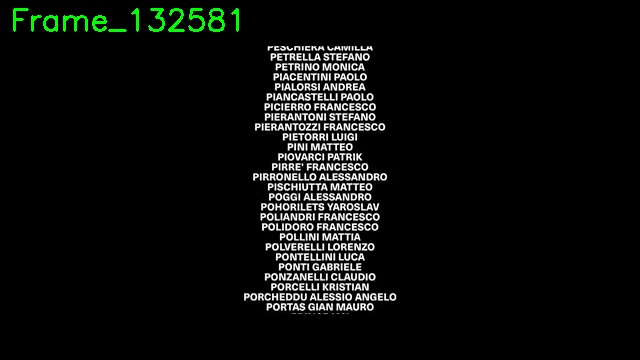 Frame_132581
PESCHIERA CAMILLA
PETRELLA STEFANO
PETRINO MONICA
PIACENTINI PAOLO
PIALORSI ANDREA
PIANCASTELLI PAOLO
PICIERRO FRANCESCO
PIERANTONI STEFANO
PIERANTOZZI FRANCESCO
PIETORRI LUIGI
PINI MATTEO
PIOVARCI PATRIK
PIRRE' FRANCESCO
PIRRONELLO ALESSANDRO
PISCHIUTTA MATTEO
POGGI ALESSANDRO
POHORILETS YAROSLAV
POLIANDRI FRANCESCO
POLIDORO FRANCESCO
POLLINI MATTIA
POLVERELLI LORENZO
PONTELLINI LUCA
PONTI GABRIELE
PONZANELLI CLAUDIO
PORCELLI KRISTIAN
PORCHEDDU ALESSIO ANGELO
PORTAS GIAN MAURO